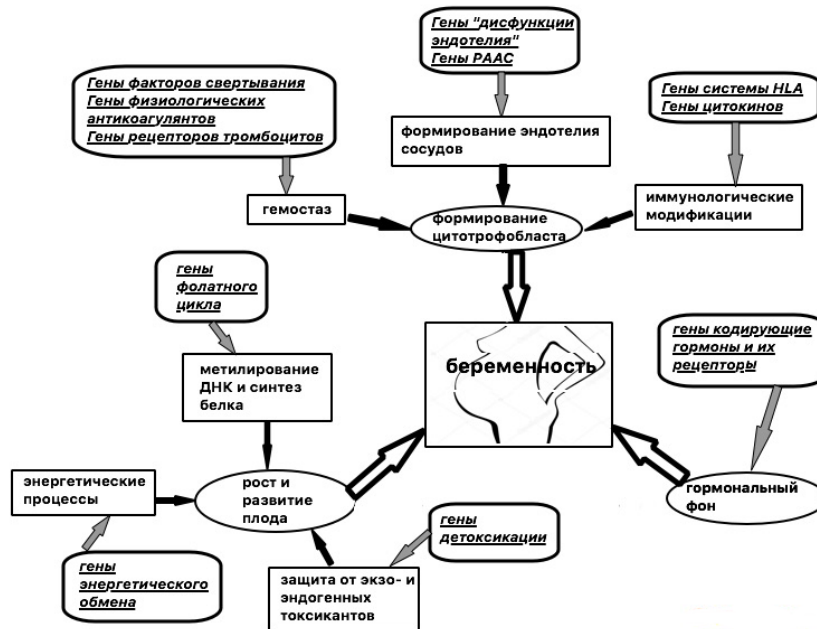 Гены "дисфункции
эндотелия"
Гены РААС
Гены факторов свертывания
Гены физиологических
антикоагулянтов
Гены рецепторов тромбоцитов
Гены системы HLA
Гены цитокинов
формирование эндотелия
сосудов
гемостаз
формирование
цитотрофобласта
иммунологические
модификации
гены
фолатного
цикла
гены кодирующие
гормоны и их
рецепторы
беременность
метилирование
ДНК и синтез
белка
энергетические
процессы
рост и
развитие
плода
гормональный
фон
гены
детоксикации
гены
энергетического
обмена
защита от экзо- и
эндогенных
токсикантов